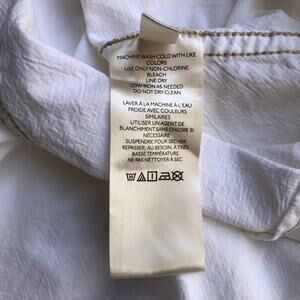 MACHINE WASH COLD WITH LIKE
COLORS
USE ONLY NON-CHLORINE
BLEACH
LINE DRY
LOW IRON AS NEEDED
DO NOT DRY CLEAN
LAVER À LA MACHINE À L'EAU
FROIDE AVEC COULEURS
SIMILAIRES
UTILISER UN AGENT DE
BLANCHIMENT SANS CHLORE SI
NÉCESSAIRE
SUSPENDRE POUR SÉCHER
REPASSER, AU BESOIN, À TRÈS
BASSE TEMPÉRATURE
NE PAS NETTOYER À SEC